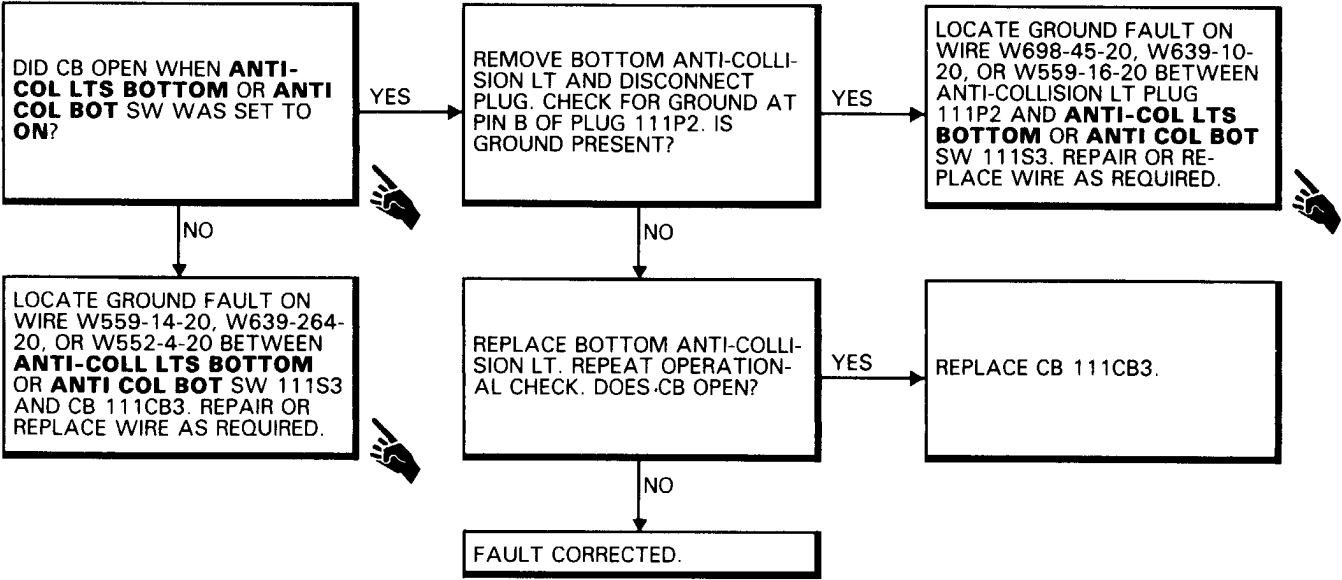 DID CB OPEN WHEN ANTI-
COL LTS BOTTOM OR ANTI
COL BOT SW WAS SET TO
ON?
YES
REMOVE BOTTOM ANTI-COLLI-
SION LT AND DISCONNECT
PLUG. CHECK FOR GROUND AT
PIN B OF PLUG 111P2. IS
GROUND PRESENT?
YES
LOCATE GROUND FAULT ON
WIRE W698-45-20, W639-10-
20, OR W559-16-20 BETWEEN
ANTI-COLLISION LT PLUG
111P2 AND ANTI-COL LTS
BOTTOM OR ANTI COL BOT
SW 111S3. REPAIR OR RE-
PLACE WIRE AS REQUIRED.
NO
NO
LOCATE GROUND FAULT ON
WIRE W559-14-20, W639-264-
20, OR W552-4-20 BETWEEN
ANTI-COLL LTS BOTTOM
OR ANTI COL BOT SW 111S3
AND CB 111CB3. REPAIR OR
REPLACE WIRE AS REQUIRED.
REPLACE BOTTOM ANTI-COLLI-
SION LT. REPEAT OPERATION-
AL CHECK. DOES CB OPEN?
YES
REPLACE CB 111CB3.
NO
FAULT CORRECTED.